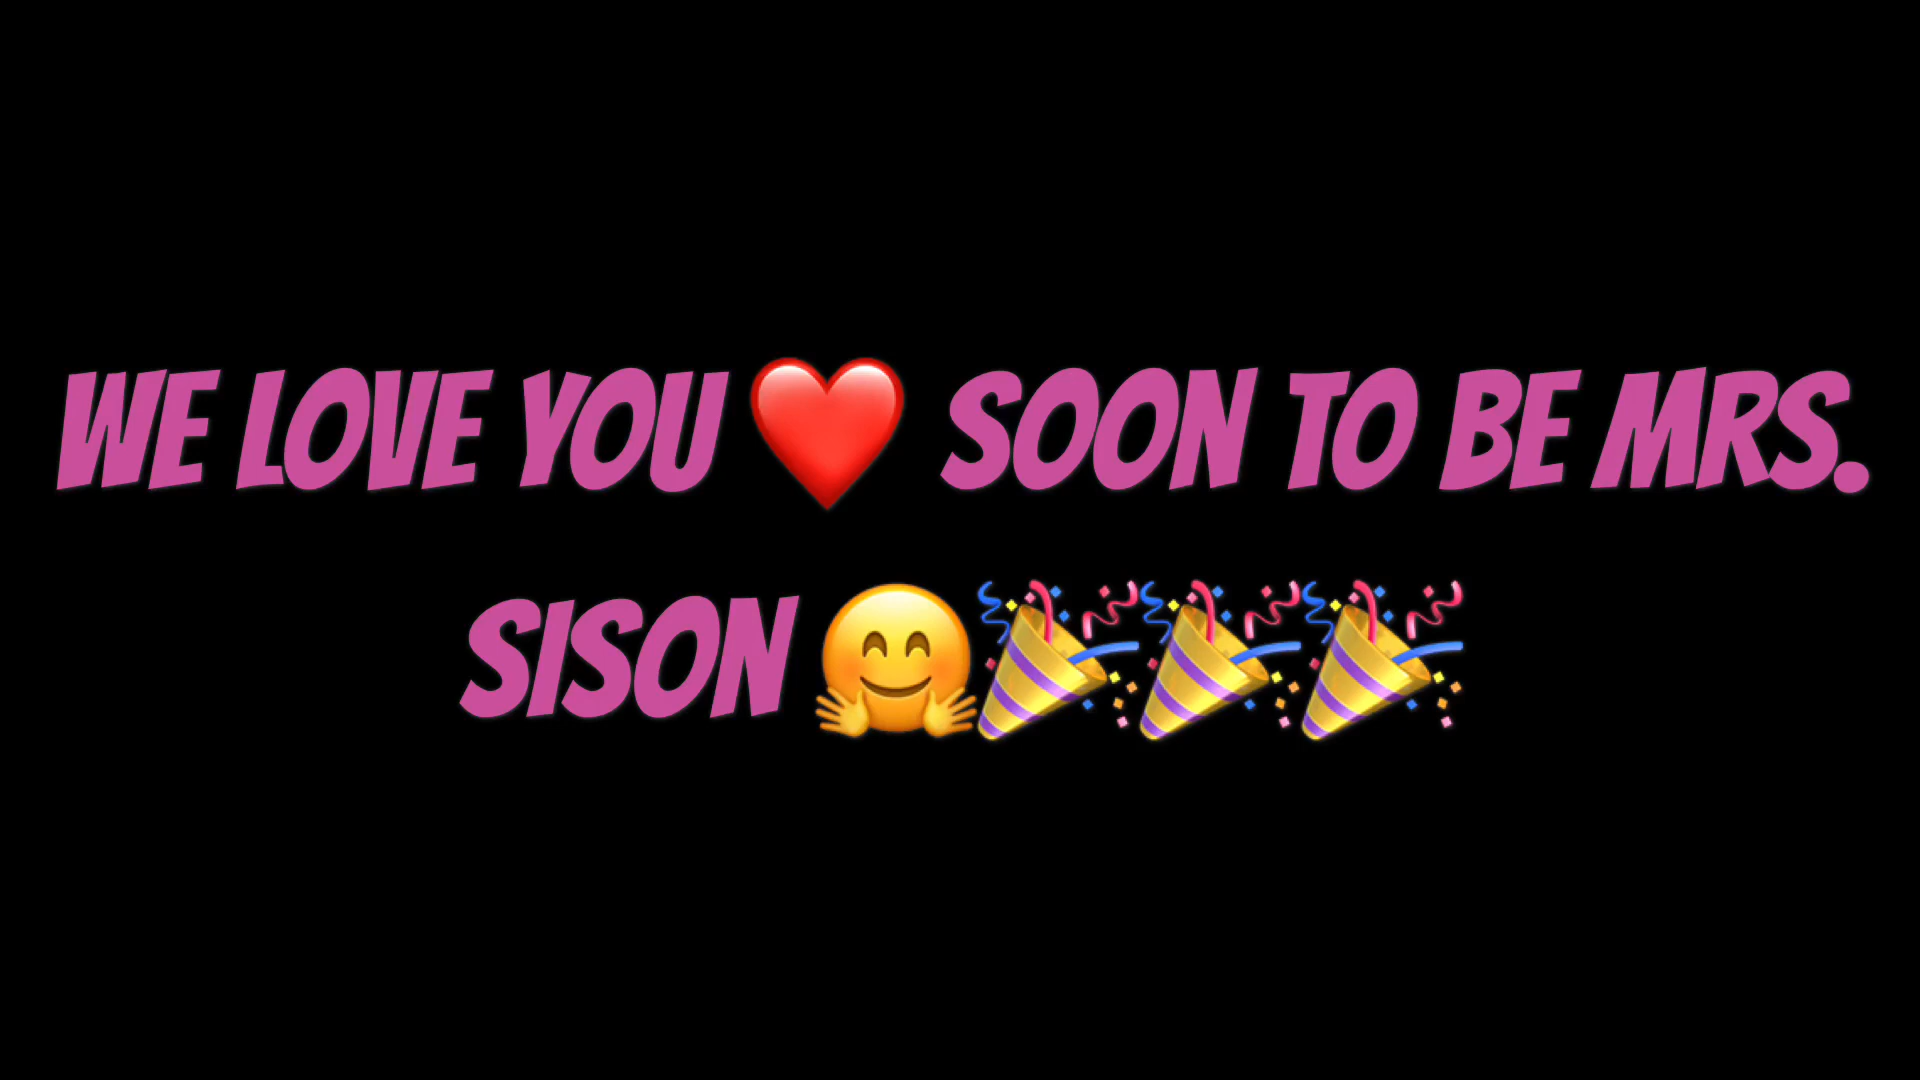 WE LOVE YOU ❤️ SOON TO BE MRS.
SISON 🤗🎉🎉🎉